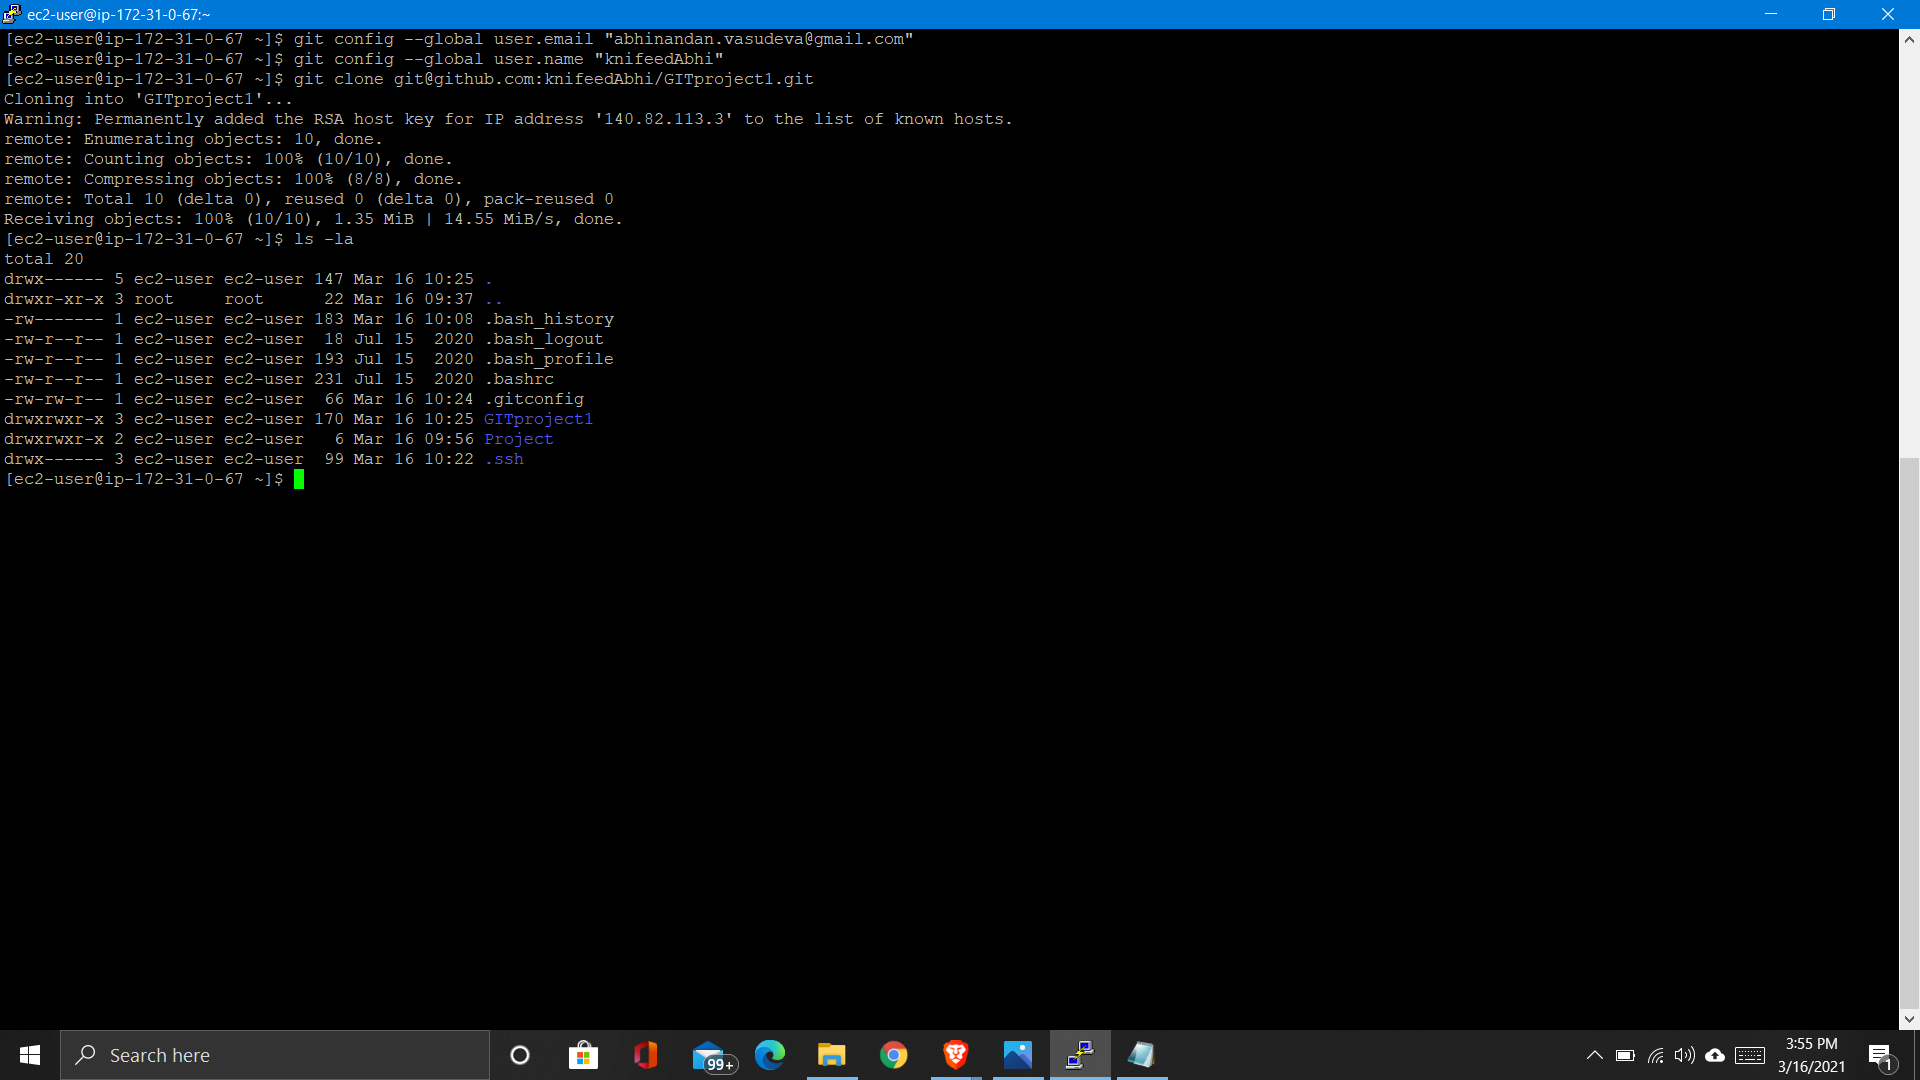 ec2-user@ip-172-31-0-67:~
[ec2-user@ip-172-31-0-67 ~]$ git config --global user.email "abhinandan.vasudeva@gmail.com"
[ec2-user@ip-172-31-0-67 ~]$ git config --global user.name "knifeedAbhi"
[ec2-user@ip-172-31-0-67 ~]$ git clone git@github.com:knifeedAbhi/GITproject1.git
Cloning into 'GITproject1'...
Warning: Permanently added the RSA host key for IP address '140.82.113.3' to the list of known hosts.
remote: Enumerating objects: 10, done.
remote: Counting objects: 100% (10/10), done.
remote: Compressing objects: 100% (8/8), done.
remote: Total 10 (delta 0), reused 0 (delta 0), pack-reused 0
Receiving objects: 100% (10/10), 1.35 MiB | 14.55 MiB/s, done.
[ec2-user@ip-172-31-0-67 ~]$ ls -la
total 20
drwx------ 5 ec2-user ec2-user 147 Mar 16 10:25 .
drwxr-xr-x 3 root     root      22 Mar 16 09:37 ..
-rw------- 1 ec2-user ec2-user 183 Mar 16 10:08 .bash_history
-rw-r--r-- 1 ec2-user ec2-user  18 Jul 15  2020 .bash_logout
-rw-r--r-- 1 ec2-user ec2-user 193 Jul 15  2020 .bash_profile
-rw-r--r-- 1 ec2-user ec2-user 231 Jul 15  2020 .bashrc
-rw-rw-r-- 1 ec2-user ec2-user  66 Mar 16 10:24 .gitconfig
drwxrwxr-x 3 ec2-user ec2-user 170 Mar 16 10:25 GITproject1
drwxrwxr-x 2 ec2-user ec2-user   6 Mar 16 09:56 Project
drwx------ 3 ec2-user ec2-user  99 Mar 16 10:22 .ssh
[ec2-user@ip-172-31-0-67 ~]$
Search here
99+
3:55 PM
3/16/2021
1